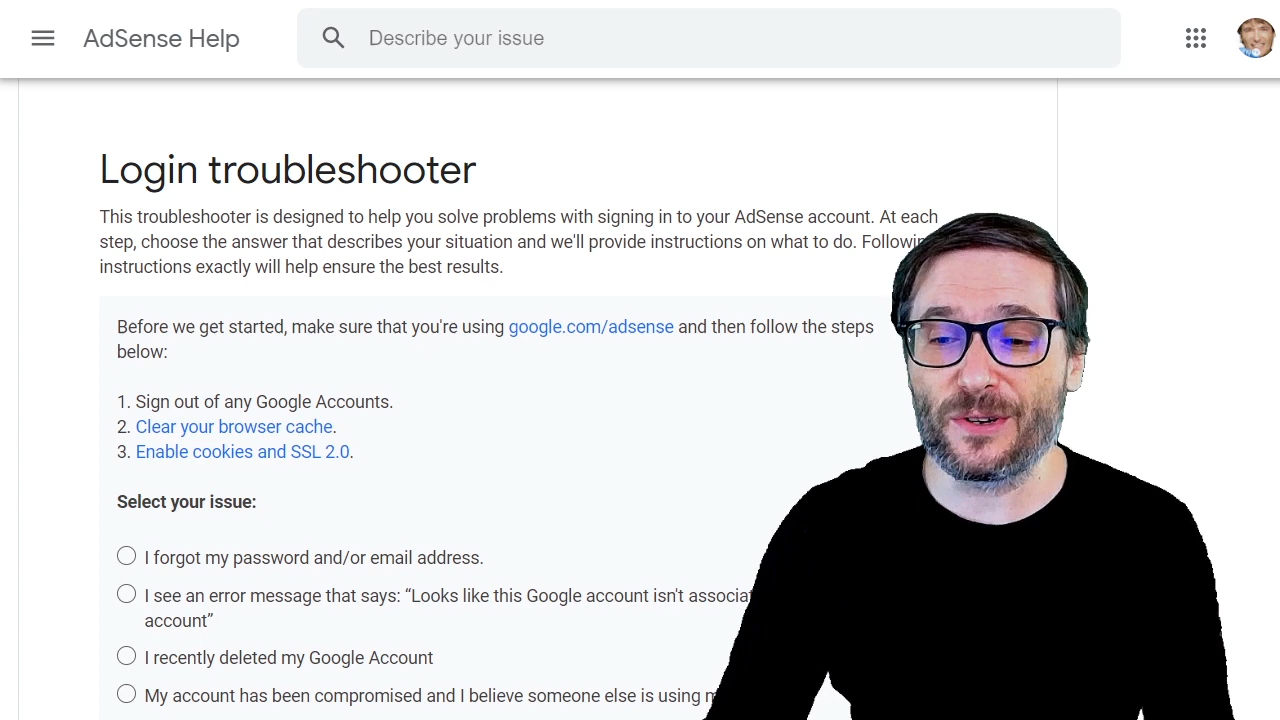 AdSense Help
Describe your issue
Login troubleshooter
This troubleshooter is designed to help you solve problems with signing in to your AdSense account. At each
step, choose the answer that describes your situation and we'll provide instructions on what to do.
instructions exactly will help ensure the best results.
Before we get started, make sure that you're using google.com/adsense and then follow the steps
below:
1. Sign out of any Google Accounts.
2. Clear your browser cache.
3. Enable cookies and SSL 2.0.
Select your issue:
I forgot my password and/or email address.
I see an error message that says: “Looks like this Google account isn't
account”
I recently deleted my Google Account
My account has been compromised and I believe someone else is using